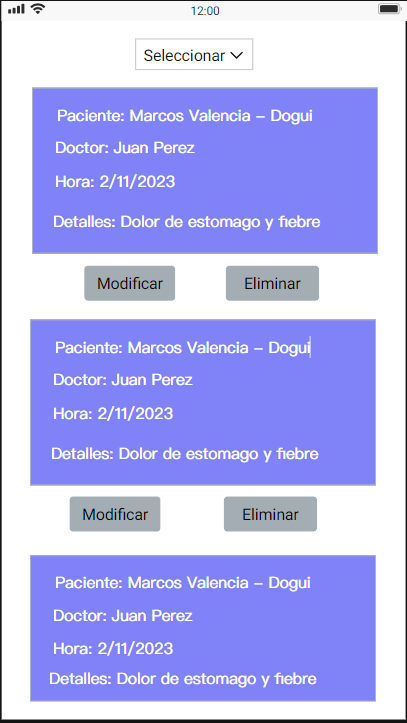 12:00
Seleccionar
Paciente: Marcos Valencia - Dogui
Doctor: Juan Perez
Hora: 2/11/2023
Detalles: Dolor de estomago y fiebre
Modificar Eliminar
Paciente: Marcos Valencia - Dogui
Doctor: Juan Perez
Hora: 2/11/2023
Detalles: Dolor de estomago y fiebre
Modificar Eliminar
Paciente: Marcos Valencia - Dogui
Doctor: Juan Perez
Hora: 2/11/2023
Detalles: Dolor de estomago y fiebre